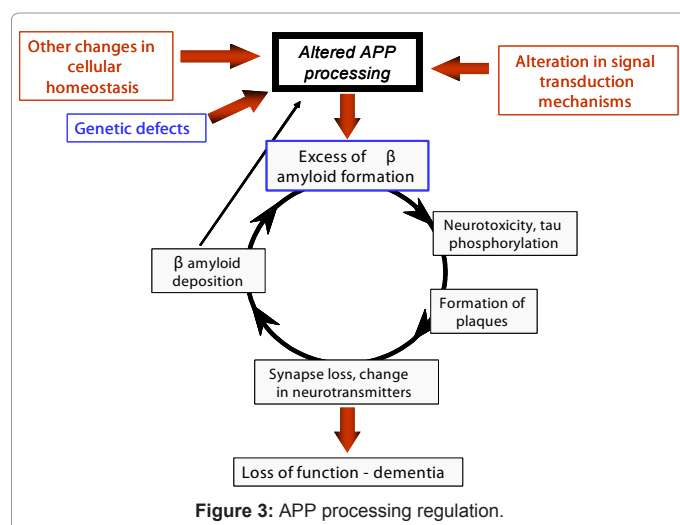 Other changes in
cellular
homeostasis
Altered APP
processing
Alteration in signal
transduction
mechanisms
Genetic defects
Excess of β
amyloid formation
Neurotoxicity, tau
phosphorylation
β amyloid
deposition
Formation of
plaques
Synapse loss, change
in neurotransmitters
Loss of function - dementia
Figure 3: APP processing regulation.